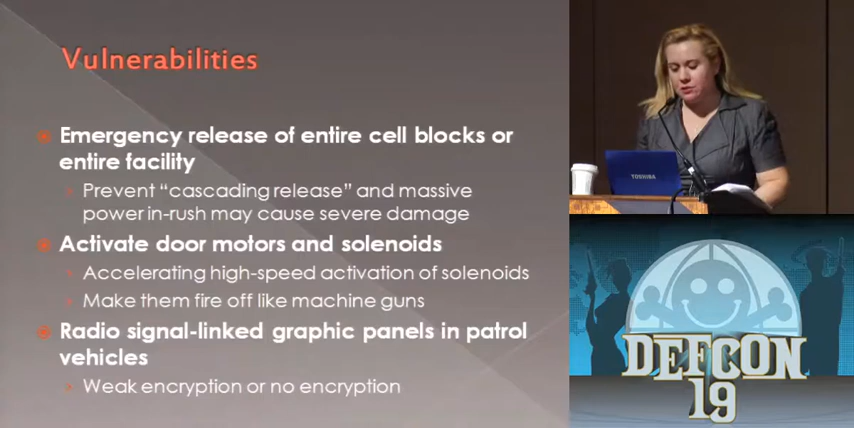 Vulnerabilities
Emergency release of entire cell blocks or
entire facility
Prevent “cascading release” and massive
power in-rush may cause severe damage
Activate door motors and solenoids
Accelerating high-speed activation of solenoids
Make them fire off like machine guns
Radio signal-linked graphic panels in patrol
vehicles
Weak encryption or no encryption
TOSHIBA
DEFCON
19